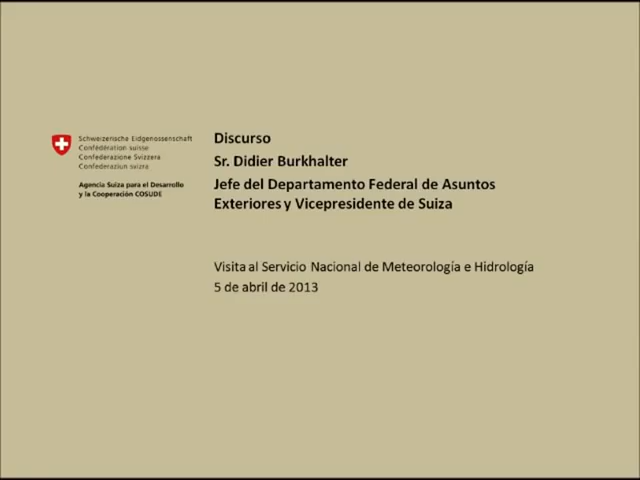 Schweizerische Eidgenossenschaft
Confédération suisse
Confederazione Svizzera
Confederaziun svizra
Agencia Suiza para el Desarrollo
y la Cooperación COSUDE
Discurso
Sr. Didier Burkhalter
Jefe del Departamento Federal de Asuntos
Exteriores y Vicepresidente de Suiza
Visita al Servicio Nacional de Meteorología e Hidrología
5 de abril de 2013